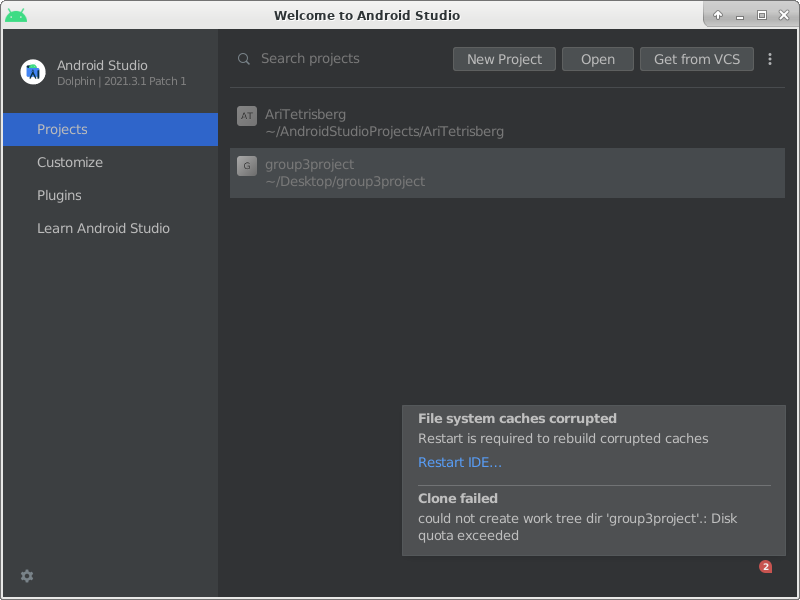 Welcome to Android Studio
Android Studio
Dolphin | 2021.3.1 Patch 1
Projects
Customize
Plugins
Learn Android Studio
Search projects
New Project
Open
Get from VCS
AT
AriTetrisberg
~/AndroidStudioProjects/AriTetrisberg
G
group3project
~/Desktop/group3project
File system caches corrupted
Restart is required to rebuild corrupted caches
Restart IDE...
Clone failed
could not create work tree dir 'group3project'.: Disk
quota exceeded
2